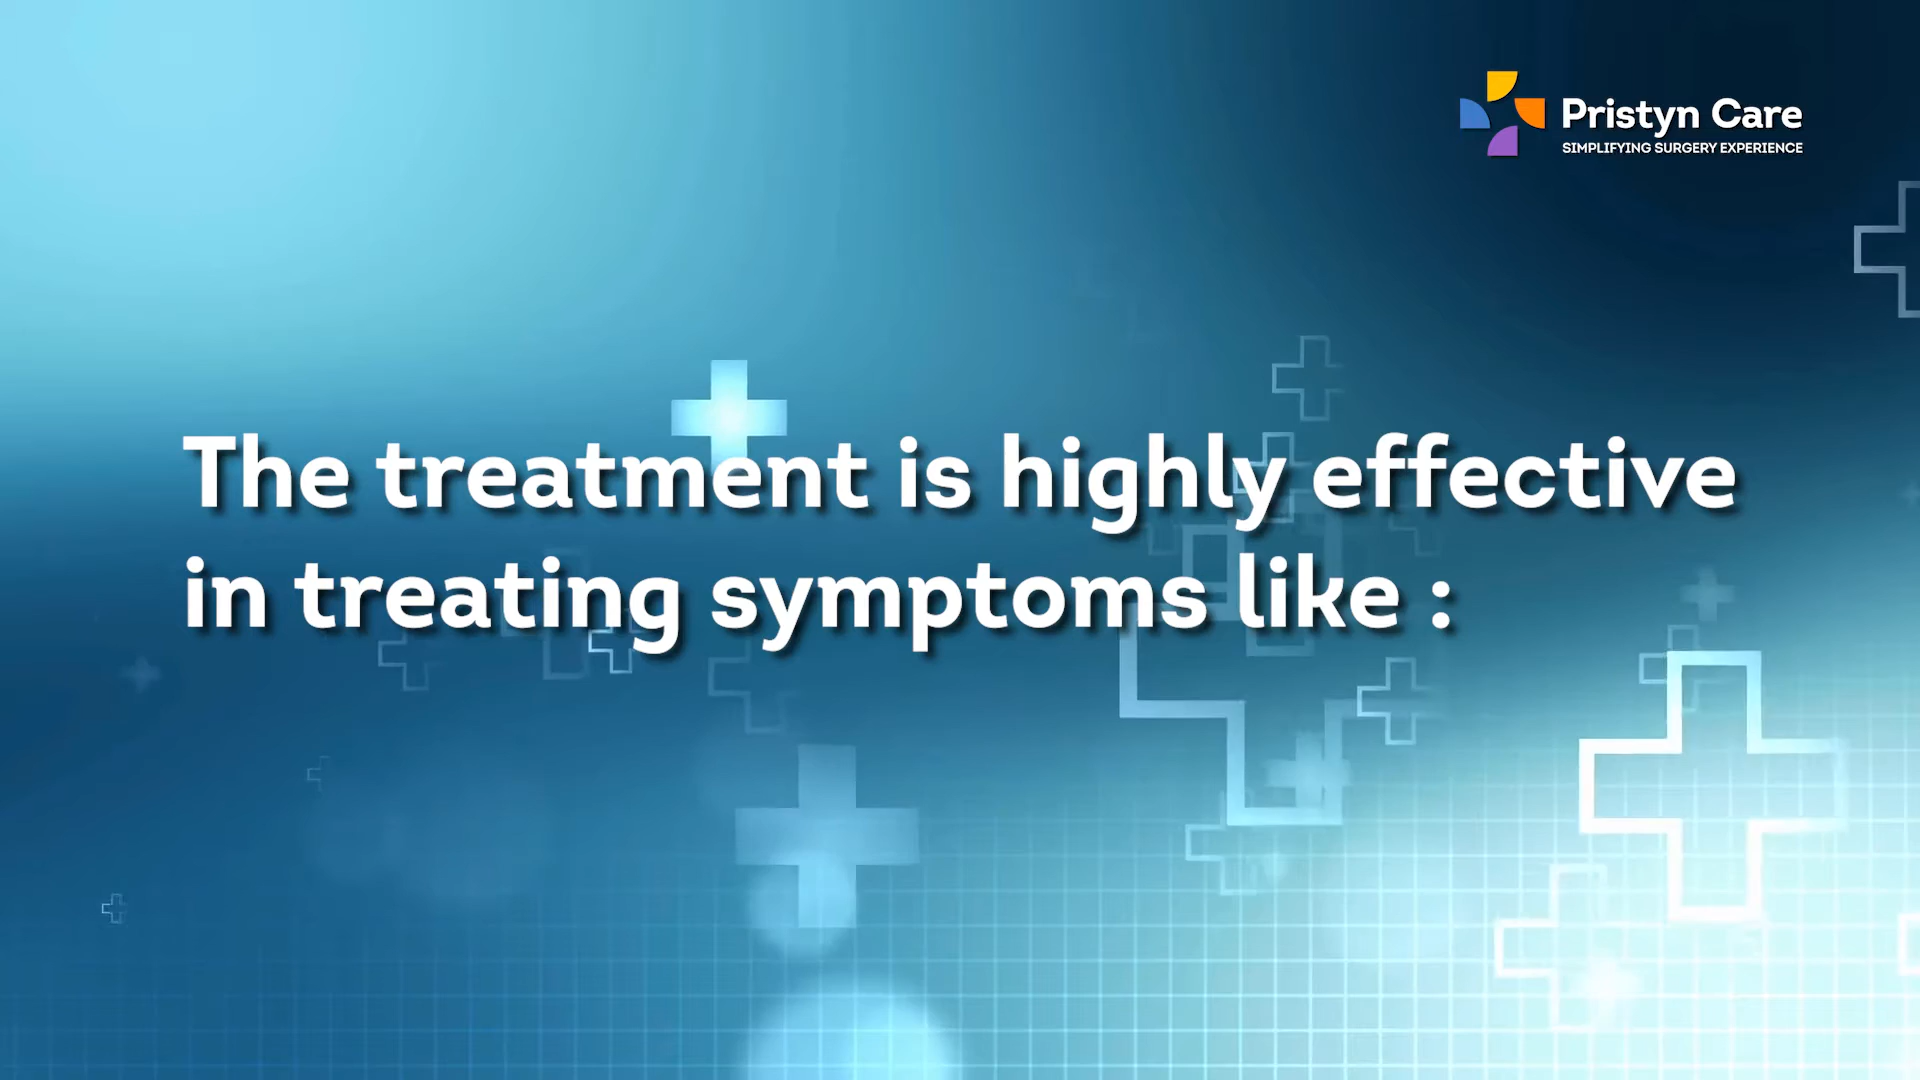 Pristyn Care
SIMPLIFYING SURGERY EXPERIENCE
The treatment is highly effective
in treating symptoms like :